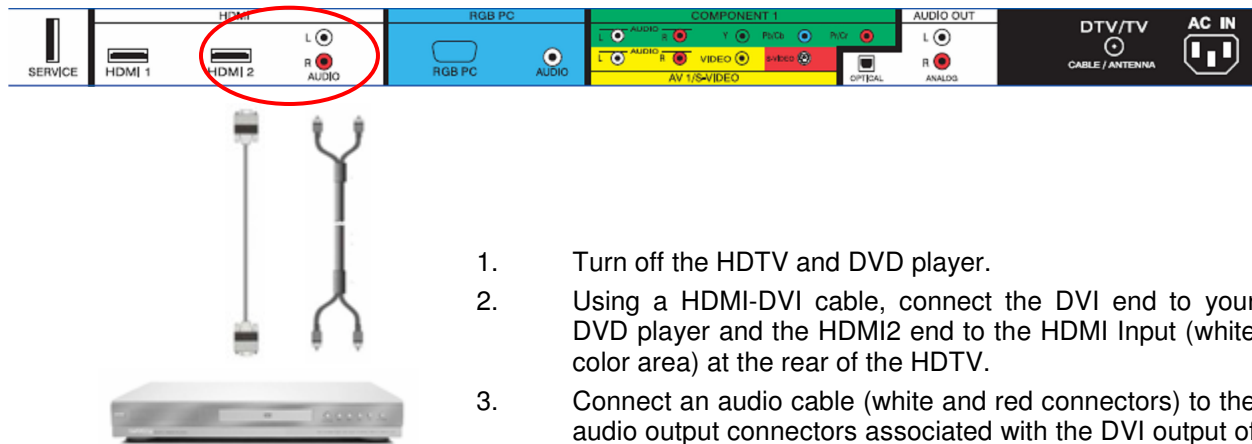 HDMI
RGB PC
COMPONENT 1
AUDIO OUT
SERVICE
HDMI 1
HDMI 2
L
R
AUDIO
RGB PC
AUDIO
L AUDIO R Y Pb/Cb Pr/Cr
L AUDIO R VIDEO S-VIDEO
AV 1/S-VIDEO
OPTICAL
L
R
ANALOG
DTV/TV
CABLE / ANTENNA
AC IN
1. Turn off the HDTV and DVD player.
2. Using a HDMI-DVI cable, connect the DVI end to your
DVD player and the HDMI2 end to the HDMI Input (white
color area) at the rear of the HDTV.
3. Connect an audio cable (white and red connectors) to the
audio output connectors associated with the DVI output of